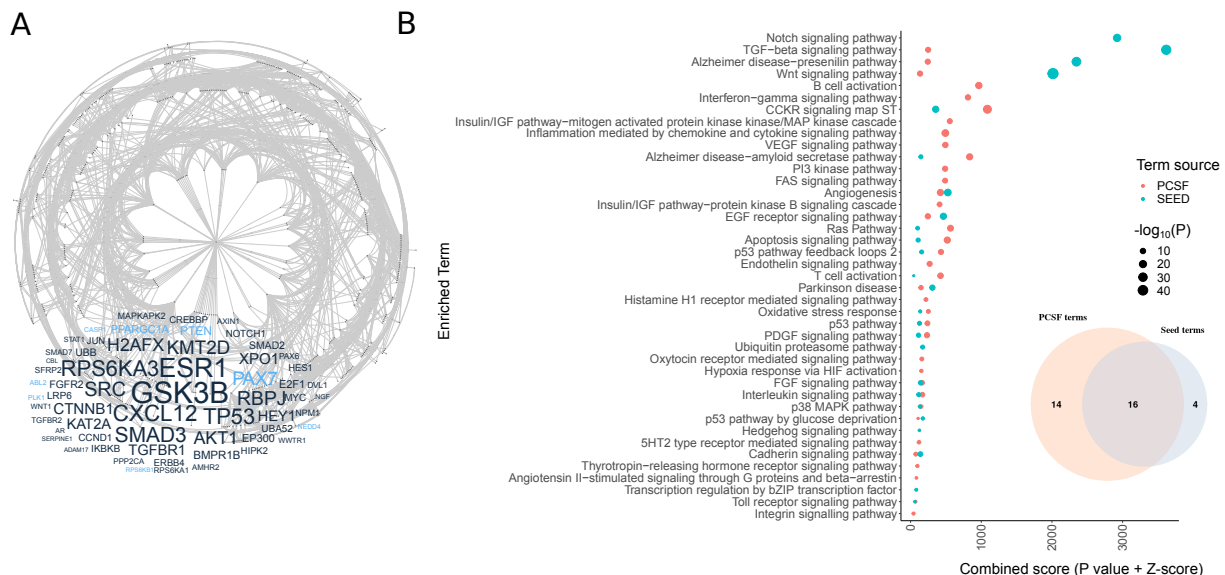 A
MAPKAPK2 CREBBP AXIN1
CASP1 PPARGC1A PTEN NOTCH1
STAT1 JUN H2AFX KMT2D SMAD2
SMAD7 UBB XPO1 PAX6
CBL RPS6KA3 ESR1 HES1
SFRP2 PAX7
ABL2 FGFR2 SRC GSK3B E2F1 DVL1
PLK1 LRP6 RBPJ MYC NGF
WNT1 CTNNB1 CXCL12 TP53 HEY1 NPM1
TGFBR2 KAT2A UBA52 NEDD4
AR SMAD3 AKT1 EP300
SERPINE1 CCND1 WWTR1
ADAM17 IKBKB TGFBR1 BMPR1B HIPK2
PPP2CA ERBB4
RPS6KB1 RPS6KA1 AMHR2
B
Enriched Term
Notch signaling pathway
TGF−beta signaling pathway
Alzheimer disease−presenilin pathway
Wnt signaling pathway
B cell activation
Interferon−gamma signaling pathway
CCKR signaling map ST
Insulin/IGF pathway−mitogen activated protein kinase kinase/MAP kinase cascade
Inflammation mediated by chemokine and cytokine signaling pathway
VEGF signaling pathway
Alzheimer disease−amyloid secretase pathway
PI3 kinase pathway
FAS signaling pathway
Angiogenesis
Insulin/IGF pathway−protein kinase B signaling cascade
EGF receptor signaling pathway
Ras Pathway
Apoptosis signaling pathway
p53 pathway feedback loops 2
Endothelin signaling pathway
T cell activation
Parkinson disease
Histamine H1 receptor mediated signaling pathway
Oxidative stress response
p53 pathway
PDGF signaling pathway
Ubiquitin proteasome pathway
Oxytocin receptor mediated signaling pathway
Hypoxia response via HIF activation
FGF signaling pathway
Interleukin signaling pathway
p38 MAPK pathway
p53 pathway by glucose deprivation
Hedgehog signaling pathway
5HT2 type receptor mediated signaling pathway
Cadherin signaling pathway
Thyrotropin−releasing hormone receptor signaling pathway
Angiotensin II−stimulated signaling through G proteins and beta−arrestin
Transcription regulation by bZIP transcription factor
Toll receptor signaling pathway
Integrin signalling pathway
0
1000
2000
3000
Combined score (P value + Z−score)
Term source
PCSF
SEED
-log10(P)
10
20
30
40
PCSF terms
Seed terms
14
16
4